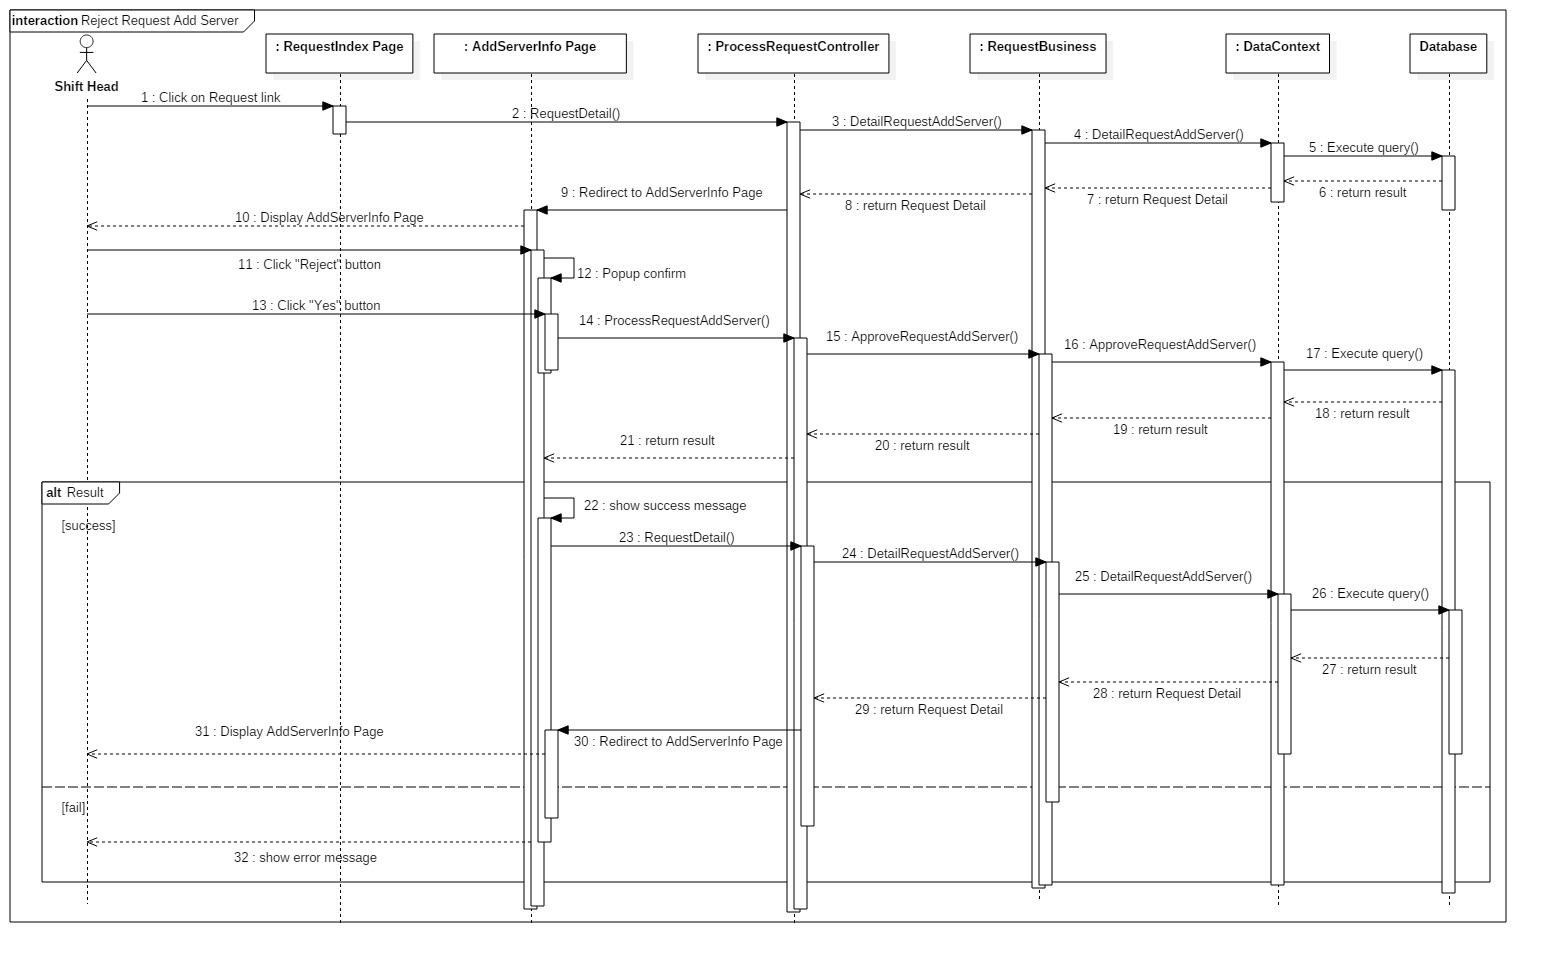 interaction Reject Request Add Server
Shift Head
: RequestIndex Page
: AddServerInfo Page
: ProcessRequestController
: RequestBusiness
: DataContext
Database
1 : Click on Request link
2 : RequestDetail()
3 : DetailRequestAddServer()
4 : DetailRequestAddServer()
5 : Execute query()
6 : return result
7 : return Request Detail
8 : return Request Detail
9 : Redirect to AddServerInfo Page
10 : Display AddServerInfo Page
11 : Click "Reject" button
12 : Popup confirm
13 : Click "Yes" button
14 : ProcessRequestAddServer()
15 : ApproveRequestAddServer()
16 : ApproveRequestAddServer()
17 : Execute query()
18 : return result
19 : return result
20 : return result
21 : return result
alt Result
[success]
22 : show success message
23 : RequestDetail()
24 : DetailRequestAddServer()
25 : DetailRequestAddServer()
26 : Execute query()
27 : return result
28 : return Request Detail
29 : return Request Detail
30 : Redirect to AddServerInfo Page
31 : Display AddServerInfo Page
[fail]
32 : show error message